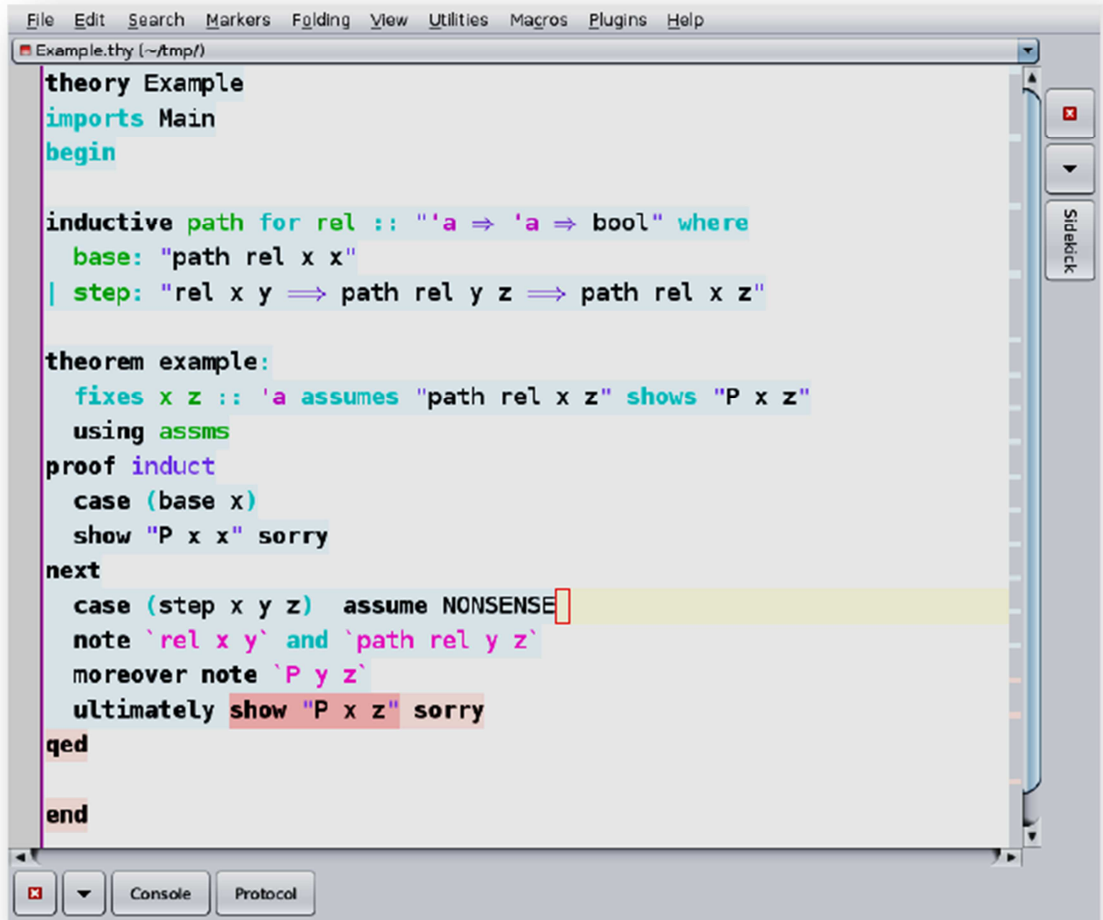 File Edit Search Markers Folding View Utilities Macros Plugins Help
Example.thy (~/tmp/)
theory Example
imports Main
begin
inductive path for rel :: "'a ⇒ 'a ⇒ bool" where
base: "path rel x x"
| step: "rel x y ⟹ path rel y z ⟹ path rel x z"
theorem example:
fixes x z :: 'a assumes "path rel x z" shows "P x z"
using assms
proof induct
case (base x)
show "P x x" sorry
next
case (step x y z) assume NONSENSE
note `rel x y` and `path rel y z`
moreover note `P y z`
ultimately show "P x z" sorry
qed
end
Sidekick
Console Protocol